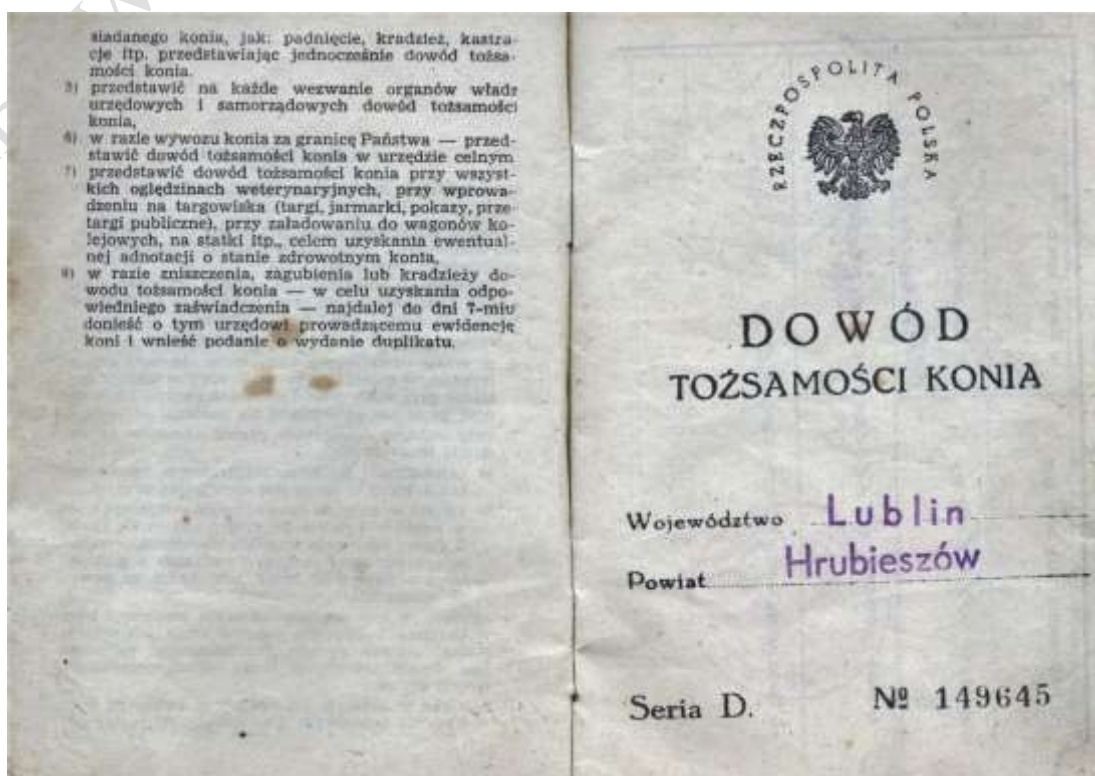 siadanego konia, jak: padnięcie, kradzież, kastra-
cje itp. przedstawiając jednocześnie dowód tożsa-
mości konia.
5) przedstawić na każde wezwanie organów władz
urzędowych i samorządowych dowód tożsamości
konia,
6) w razie wywozu konia za granicę Państwa — przed-
stawić dowód tożsamości konia w urzędzie celnym
7) przedstawić dowód tożsamości konia przy wszyst-
kich oględzinach weterynaryjnych, przy wprowa-
dzeniu na targowiska (targi, jarmarki, pokazy, prze-
targi publiczne), przy załadowaniu do wagonów ko-
lejowych, na statki itp., celem uzyskania ewentual-
nej adnotacji o stanie zdrowotnym konia,
8) w razie zniszczenia, zagubienia lub kradzieży do-
wodu tożsamości konia — w celu uzyskania odpo-
wiedniego zaświadczenia — najdalej do dni 7-miu
donieść o tym urzędowi prowadzącemu ewidencję
koni i wnieść podanie o wydanie duplikatu.
RZECZPOSPOLITA POLSKA
DOWÓD
TOŻSAMOŚCI KONIA
Województwo Lublin
Powiat Hrubieszów
Seria D. Nº 149645